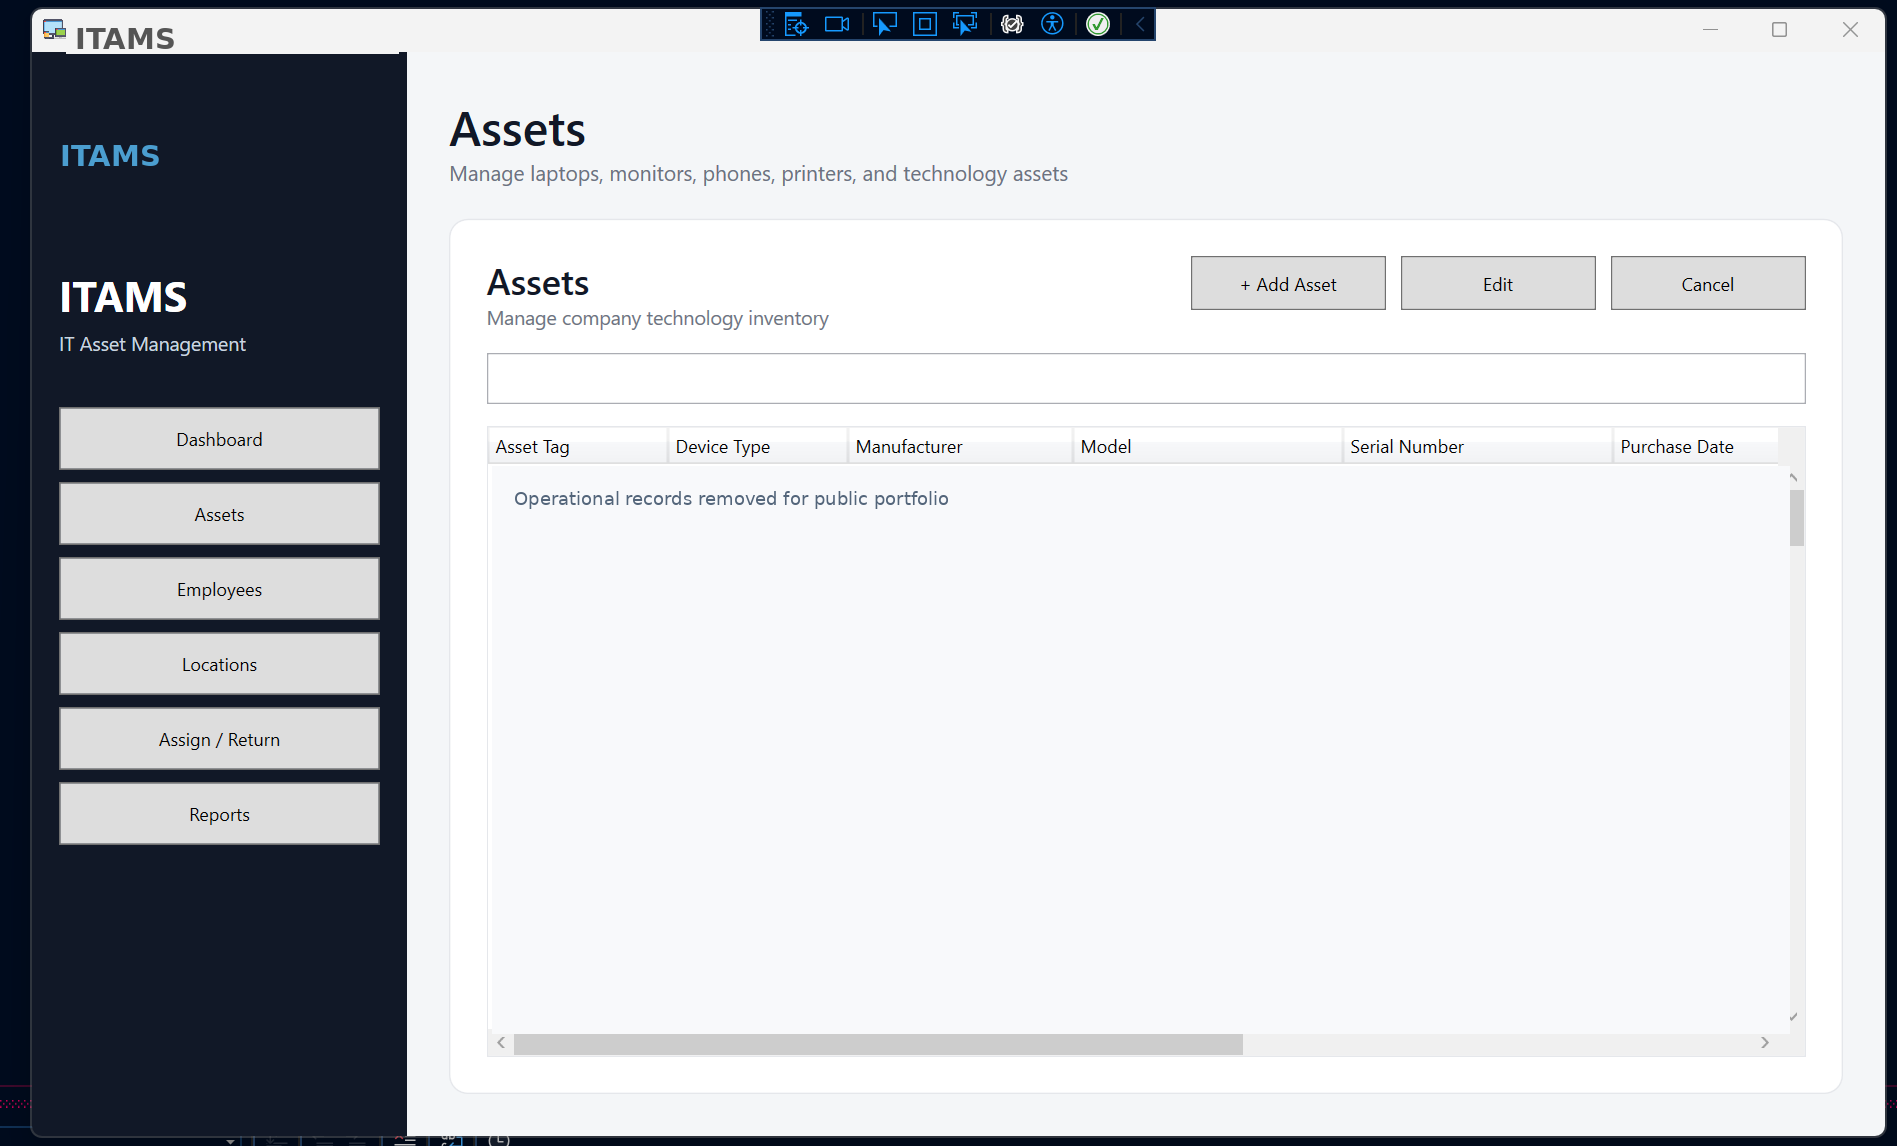 ITAMS
ITAMS
ITAMS
IT Asset Management
Dashboard
Assets
Employees
Locations
Assign / Return
Reports
Assets
Manage laptops, monitors, phones, printers, and technology assets
Assets
Manage company technology inventory
+ Add Asset
Edit
Cancel
Asset Tag
Device Type
Manufacturer
Model
Serial Number
Purchase Date
Operational records removed for public portfolio